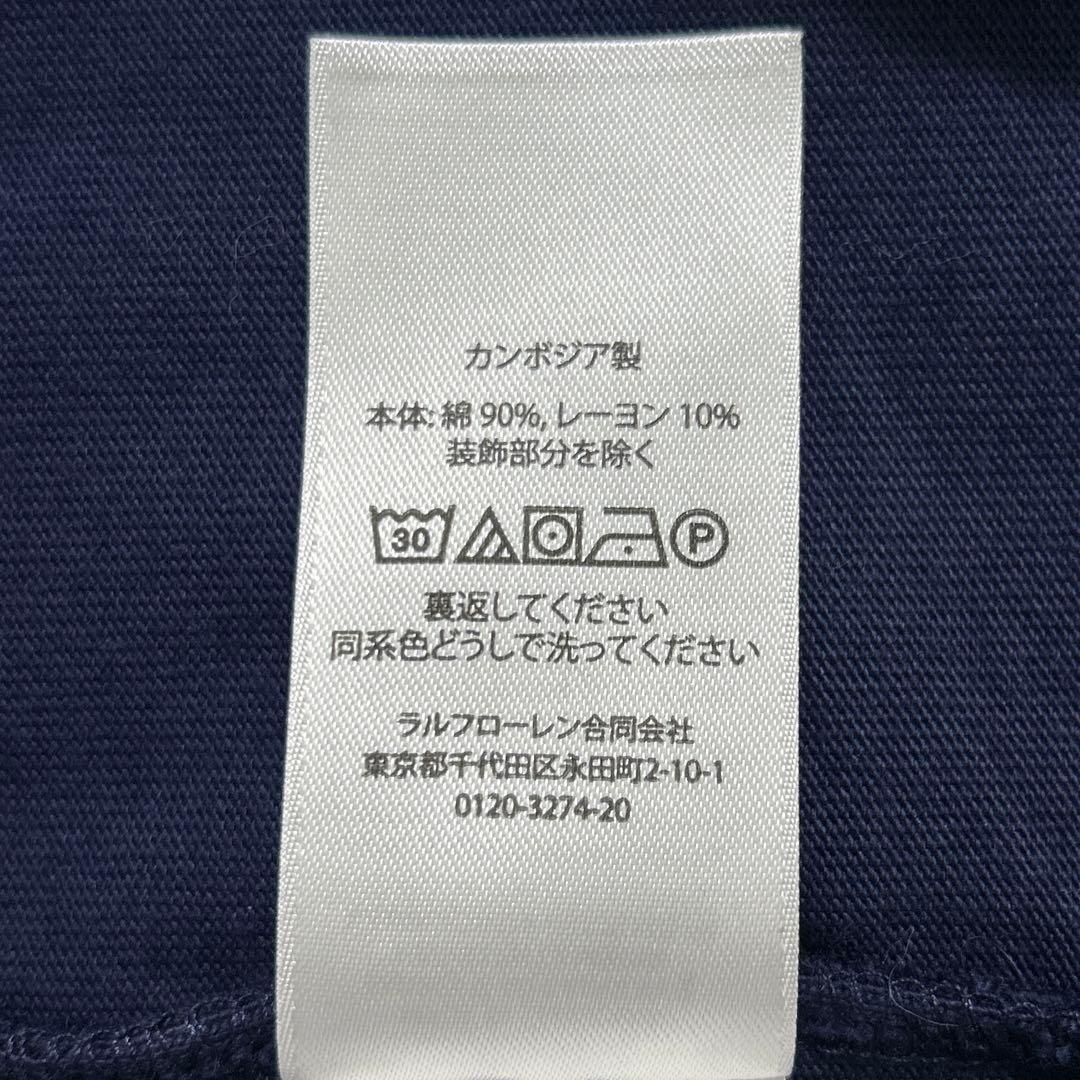 カンボジア製
本体: 綿 90%, レーヨン 10%
装飾部分を除く
30 P
裏返してください
同系色どうしで洗ってください
ラルフローレン合同会社
東京都千代田区永田町2-10-1
0120-3274-20